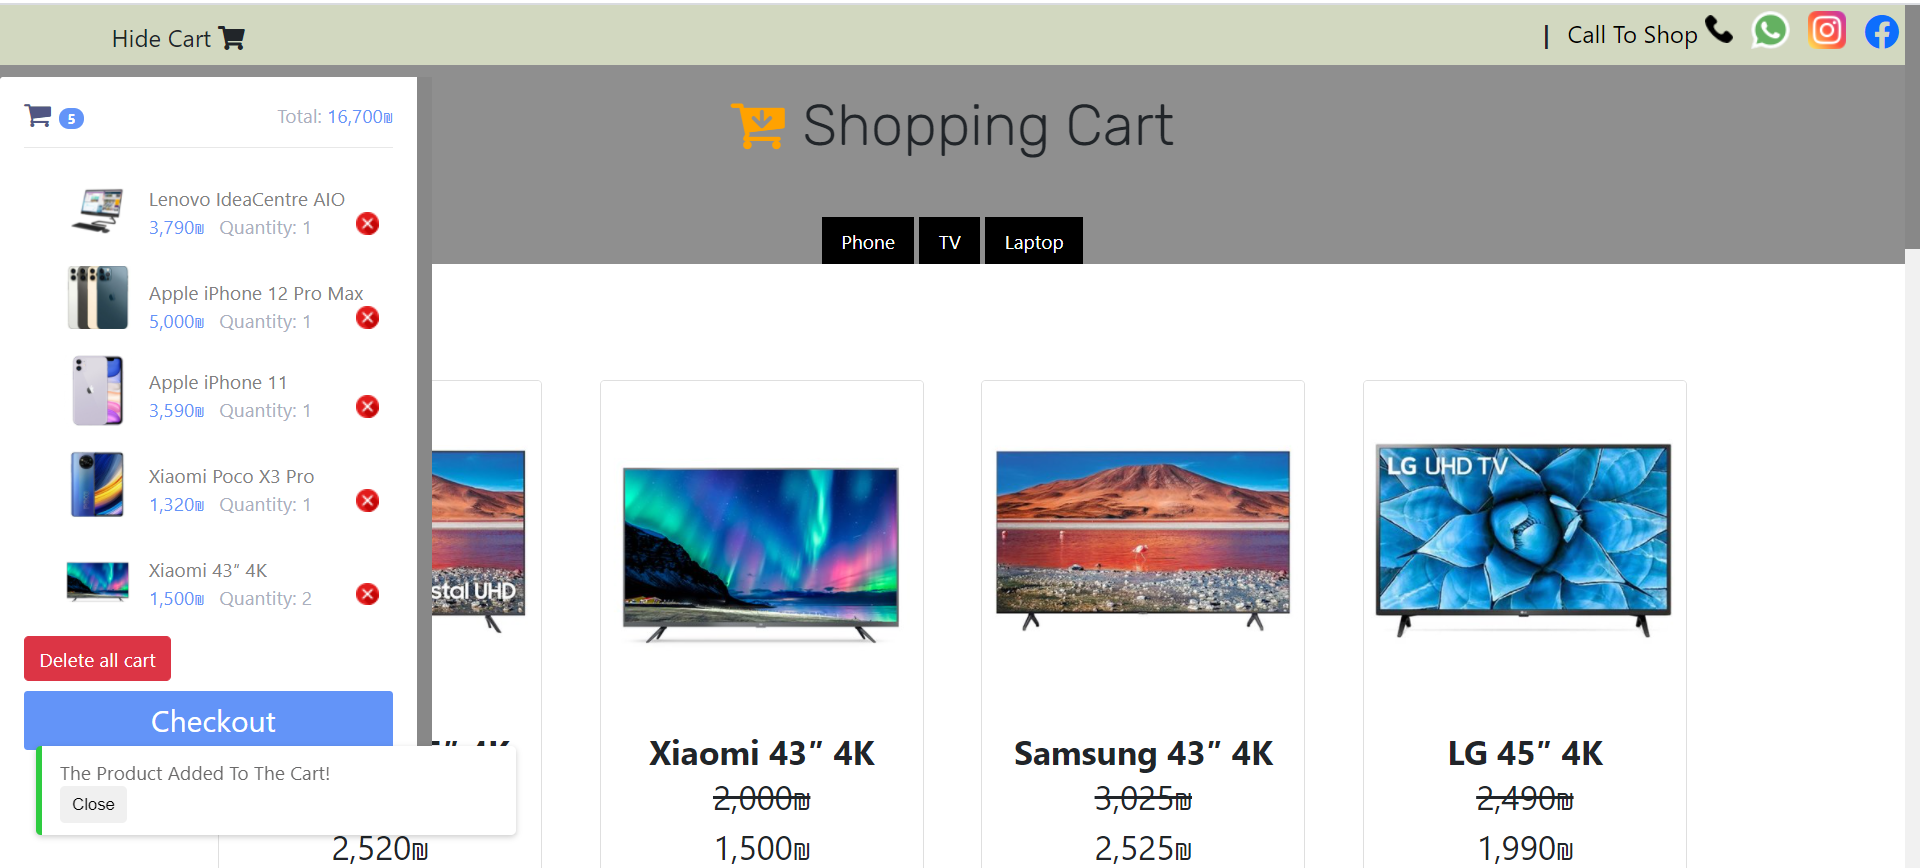 Hide Cart
| Call To Shop
5
Total: 16,700₪
Shopping Cart
Lenovo IdeaCentre AIO
3,790₪ Quantity: 1
Phone TV Laptop
Apple iPhone 12 Pro Max
5,000₪ Quantity: 1
Apple iPhone 11
3,590₪ Quantity: 1
Xiaomi Poco X3 Pro
1,320₪ Quantity: 1
Xiaomi 43″ 4K
1,500₪ Quantity: 2
Delete all cart
Checkout
The Product Added To The Cart!
Close
stal UHD
4K
2,520₪
Xiaomi 43″ 4K
2,000₪
1,500₪
Samsung 43″ 4K
3,025₪
2,525₪
LG UHD TV
LG 45″ 4K
2,490₪
1,990₪